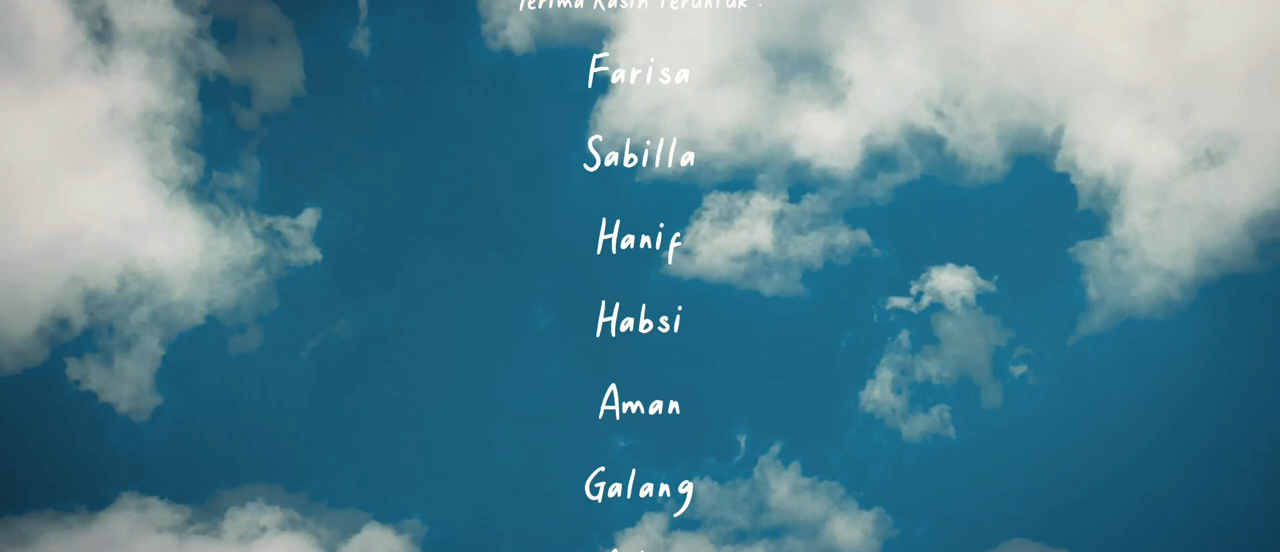 Terima Kasih Teruntuk :
Farisa
Sabilla
Hanif
Habsi
Aman
Galang